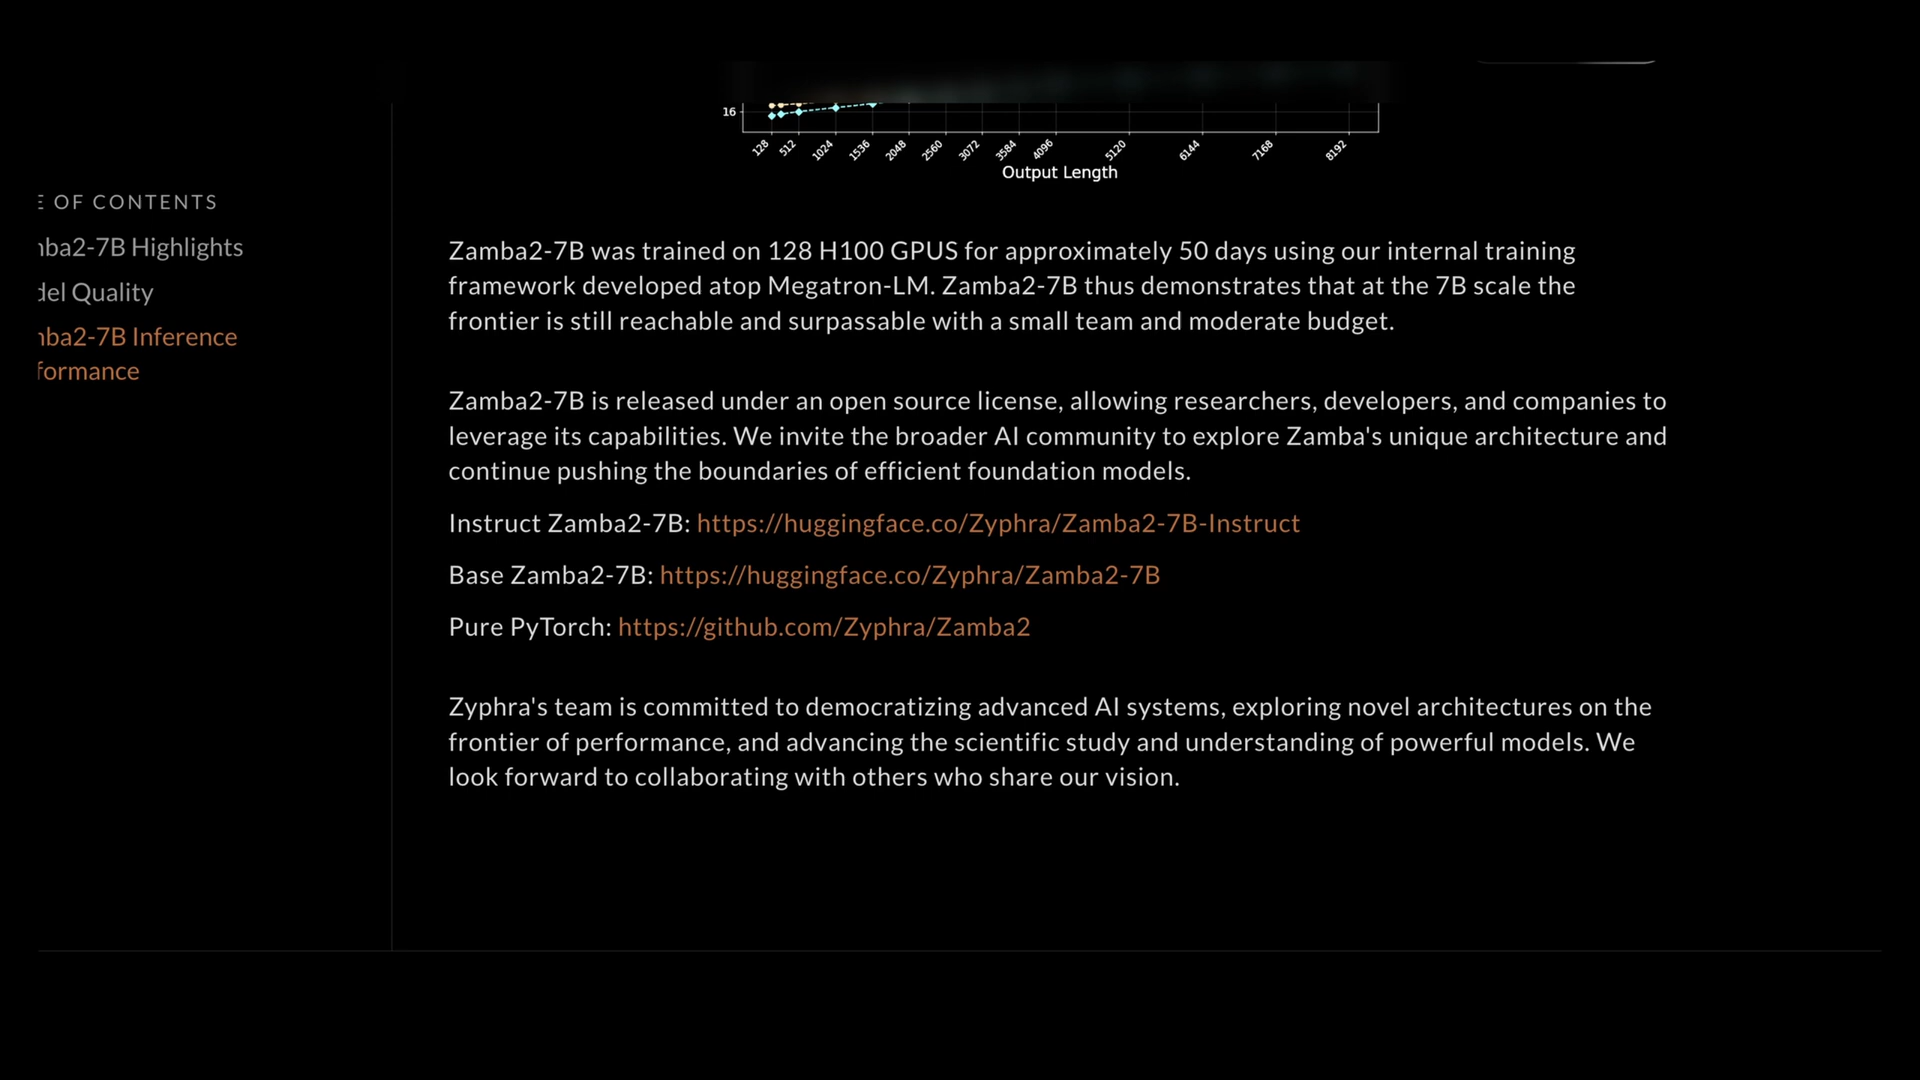 16
128 512 1024 1536 2048 2560 3072 3584 4096 5120 6144 7168 8192
Output Length
OF CONTENTS
ba2-7B Highlights
del Quality
ba2-7B Inference
formance
Zamba2-7B was trained on 128 H100 GPUS for approximately 50 days using our internal training
framework developed atop Megatron-LM. Zamba2-7B thus demonstrates that at the 7B scale the
frontier is still reachable and surpassable with a small team and moderate budget.
Zamba2-7B is released under an open source license, allowing researchers, developers, and companies to
leverage its capabilities. We invite the broader AI community to explore Zamba's unique architecture and
continue pushing the boundaries of efficient foundation models.
Instruct Zamba2-7B: https://huggingface.co/Zyphra/Zamba2-7B-Instruct
Base Zamba2-7B: https://huggingface.co/Zyphra/Zamba2-7B
Pure PyTorch: https://github.com/Zyphra/Zamba2
Zyphra's team is committed to democratizing advanced AI systems, exploring novel architectures on the
frontier of performance, and advancing the scientific study and understanding of powerful models. We
look forward to collaborating with others who share our vision.